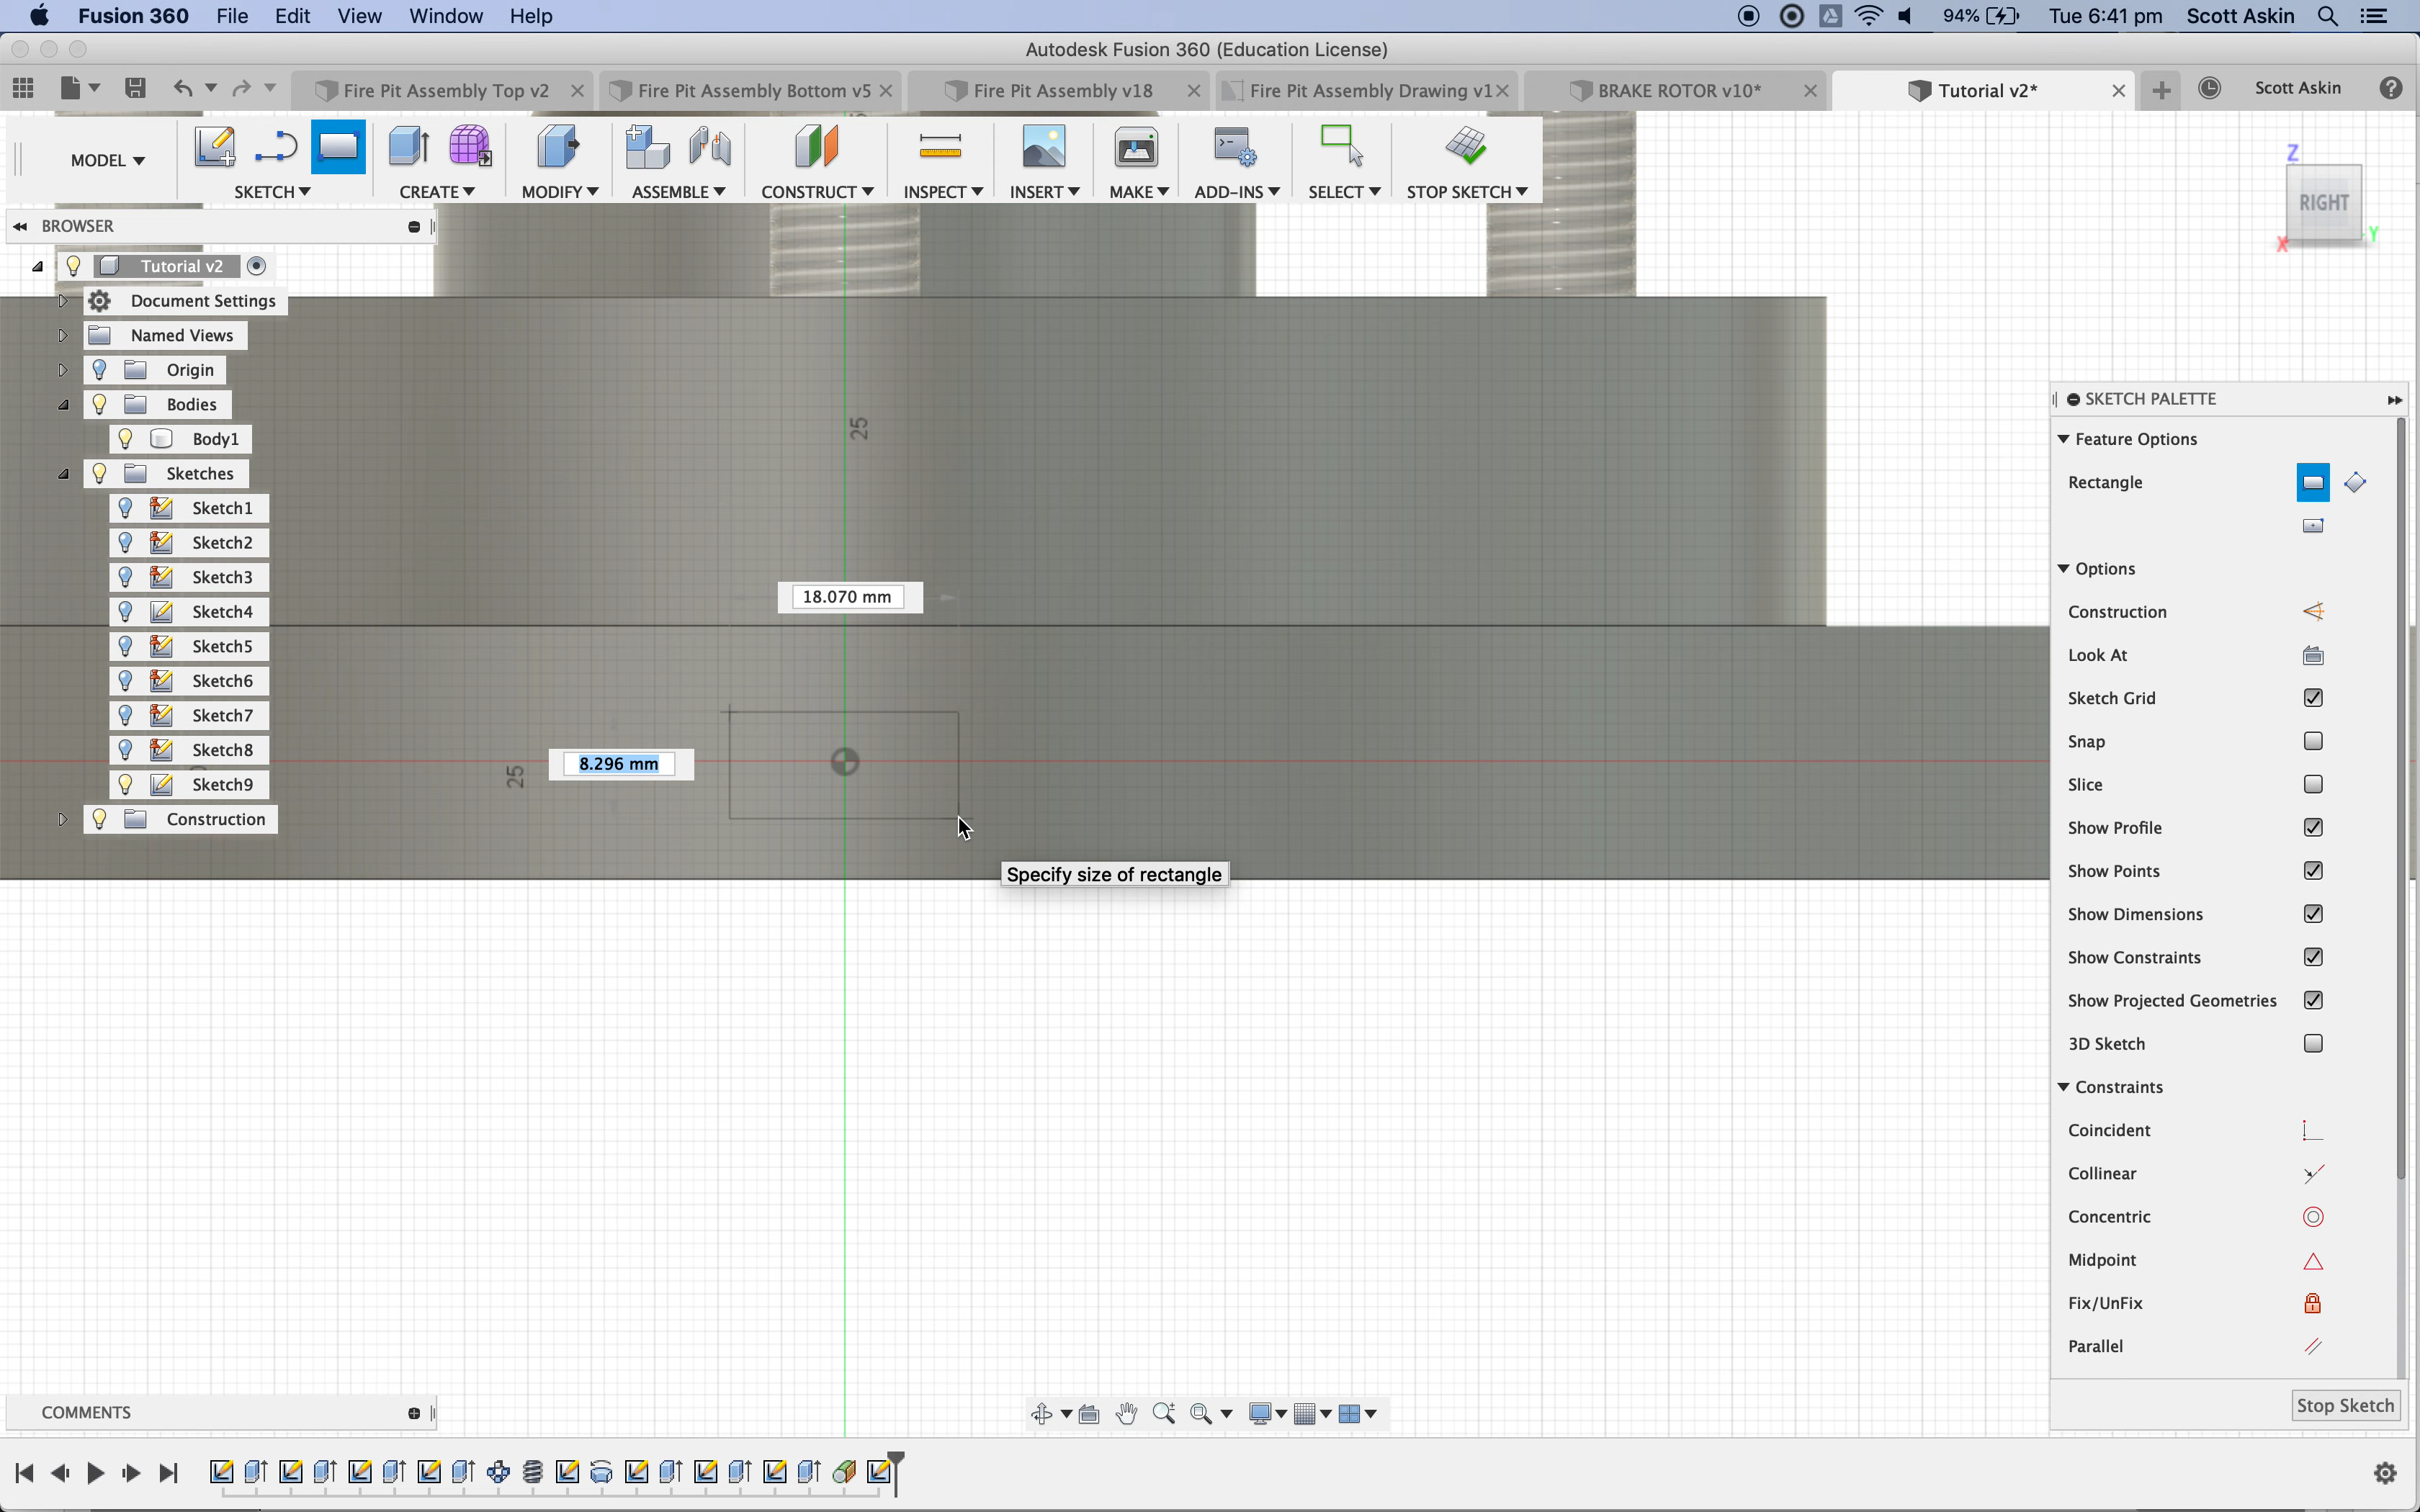 Fusion 360 File Edit View Window Help 94% Tue 6:41 pm Scott Askin
Autodesk Fusion 360 (Education License)
Fire Pit Assembly Top v2 Fire Pit Assembly Bottom v5 Fire Pit Assembly v18 Fire Pit Assembly Drawing v1 BRAKE ROTOR v10* Tutorial v2* Scott Askin
MODEL SKETCH CREATE MODIFY ASSEMBLE CONSTRUCT INSPECT INSERT MAKE ADD-INS SELECT STOP SKETCH
Z
RIGHT
X Y
BROWSER
Tutorial v2
Document Settings
Named Views
Origin
Bodies
Body1
Sketches
Sketch1
Sketch2
Sketch3
Sketch4
Sketch5
Sketch6
Sketch7
Sketch8
Sketch9
Construction
25
18.070 mm
25
8.296 mm
Specify size of rectangle
SKETCH PALETTE
Feature Options
Rectangle
Options
Construction
Look At
Sketch Grid
Snap
Slice
Show Profile
Show Points
Show Dimensions
Show Constraints
Show Projected Geometries
3D Sketch
Constraints
Coincident
Collinear
Concentric
Midpoint
Fix/UnFix
Parallel
Stop Sketch
COMMENTS